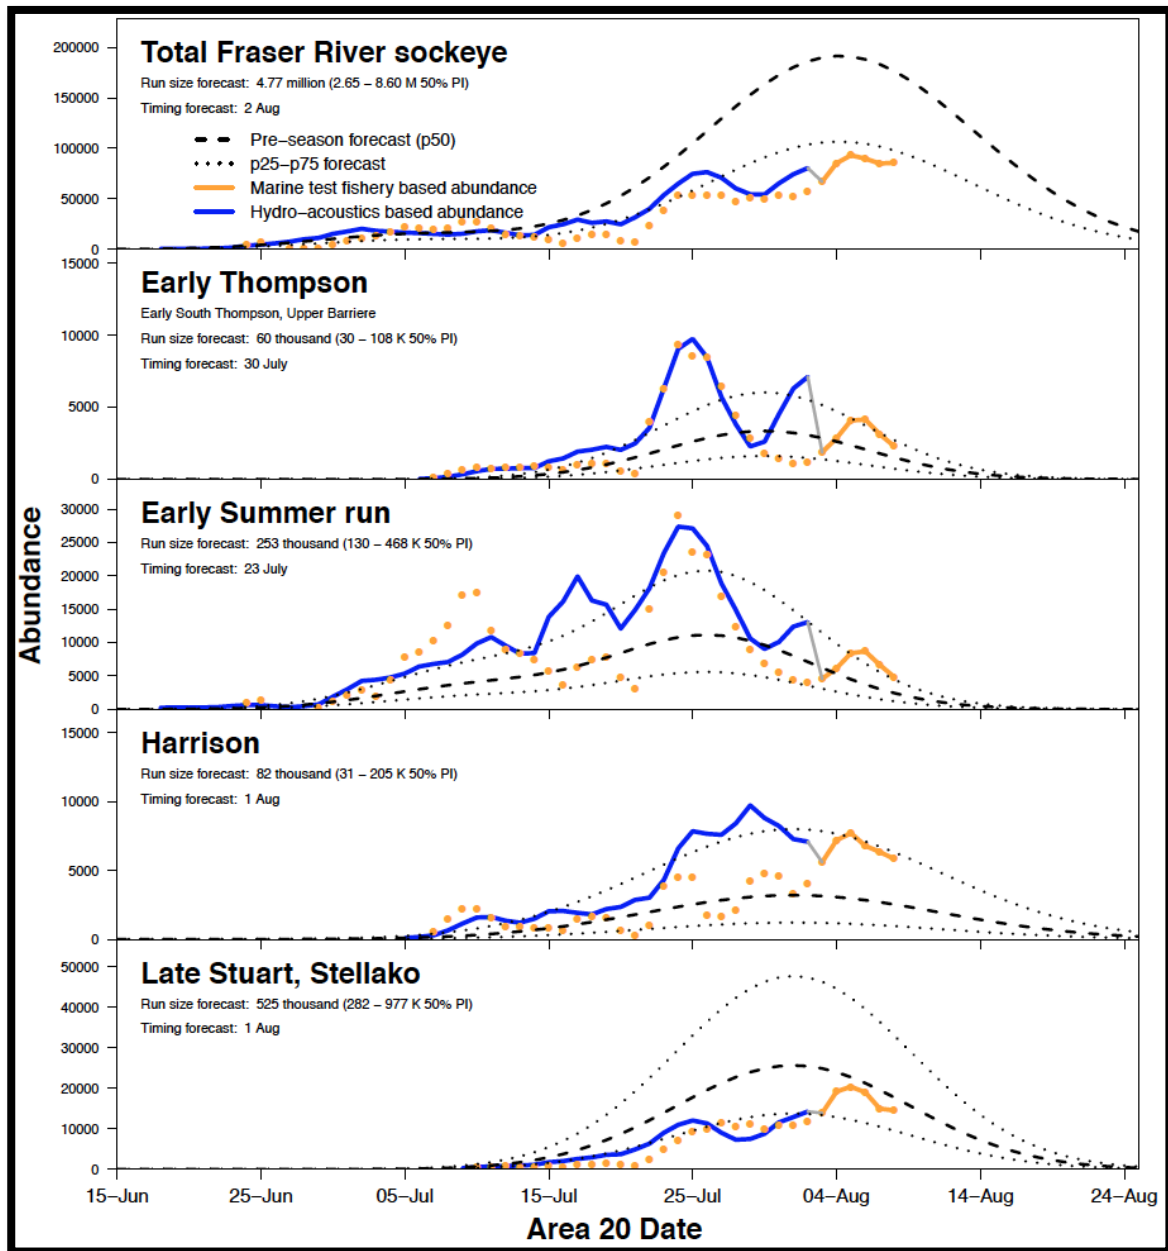 Total Fraser River sockeye
Run size forecast: 4.77 million (2.65 – 8.60 M 50% PI)
Timing forecast: 2 Aug
Pre-season forecast (p50)
p25-p75 forecast
Marine test fishery based abundance
Hydro-acoustics based abundance
200000
150000
100000
50000
0
Early Thompson
Early South Thompson, Upper Barriere
Run size forecast: 60 thousand (30 – 108 K 50% PI)
Timing forecast: 30 July
15000
10000
5000
0
Early Summer run
Run size forecast: 253 thousand (130 – 468 K 50% PI)
Timing forecast: 23 July
30000
25000
20000
15000
10000
5000
0
Abundance
Harrison
Run size forecast: 82 thousand (31 – 205 K 50% PI)
Timing forecast: 1 Aug
15000
10000
5000
0
Late Stuart, Stellako
Run size forecast: 525 thousand (282 – 977 K 50% PI)
Timing forecast: 1 Aug
50000
40000
30000
20000
10000
0
15–Jun 25–Jun 05–Jul 15–Jul 25–Jul 04–Aug 14–Aug 24–Aug
Area 20 Date